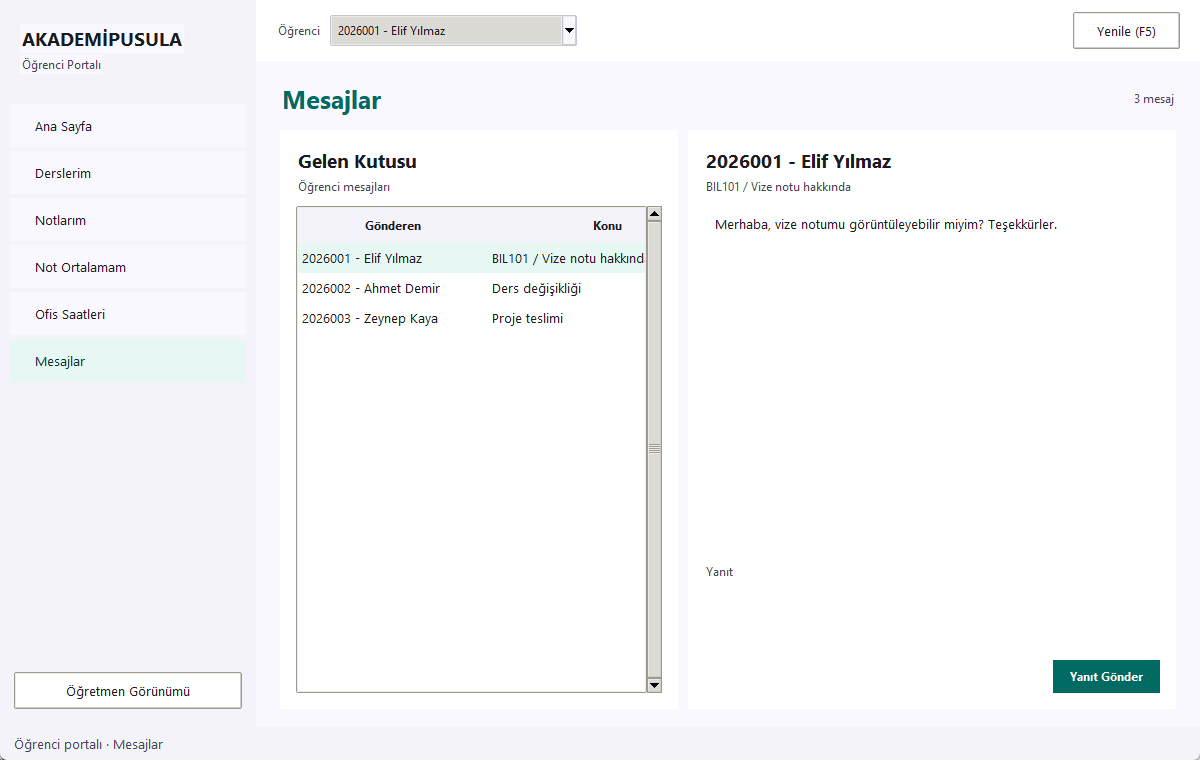 AKADEMİPUSULA
Öğrenci Portalı
Ana Sayfa
Derslerim
Notlarım
Not Ortalamam
Ofis Saatleri
Mesajlar
Öğretmen Görünümü
Öğrenci portalı · Mesajlar
Öğrenci
2026001 - Elif Yılmaz
Yenile (F5)
Mesajlar
3 mesaj
Gelen Kutusu
Öğrenci mesajları
Gönderen Konu
2026001 - Elif Yılmaz BIL101 / Vize notu hakkınd
2026002 - Ahmet Demir Ders değişikliği
2026003 - Zeynep Kaya Proje teslimi
2026001 - Elif Yılmaz
BIL101 / Vize notu hakkında
Merhaba, vize notumu görüntüleyebilir miyim? Teşekkürler.
Yanıt
Yanıt Gönder